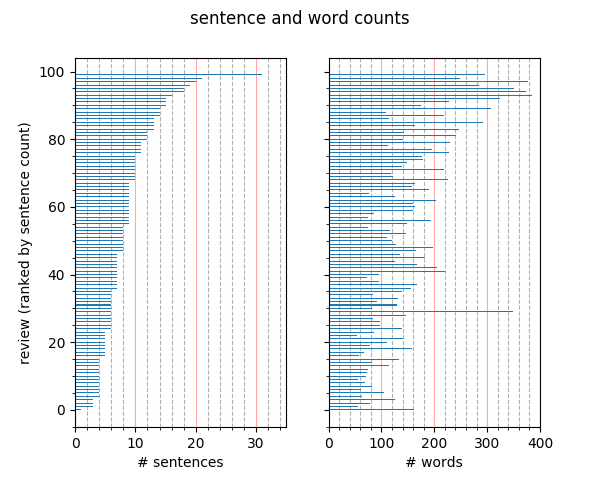 sentence and word counts
review (ranked by sentence count)
100
80
60
40
20
0
0 10 20 30
# sentences
0 100 200 300 400
# words